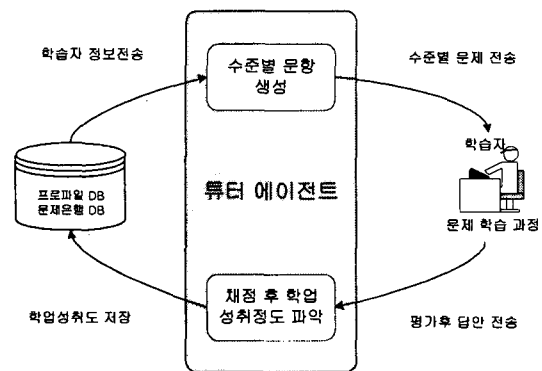 학습자 정보전송
수준별 문항
생성
수준별 문제 전송
학습자
프로파일 DB
문제은행 DB
튜터 에이전트
문제 학습 과정
학업성취도 저장
채점 후 학업
성취정도 파악
평가후 답안 전송